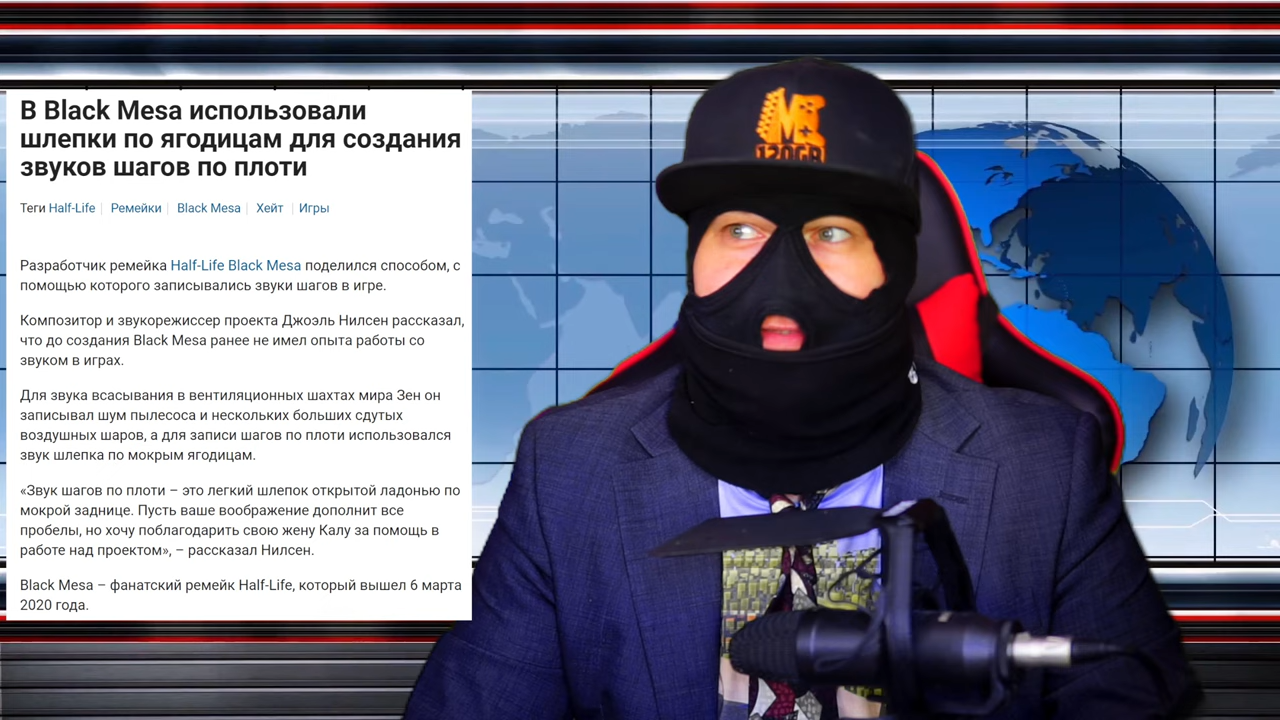 В Black Mesa использовали
шлепки по ягодицам для создания
звуков шагов по плоти
Теги Half-Life Ремейки Black Mesa Хейт Игры
Разработчик ремейка Half-Life Black Mesa поделился способом, с
помощью которого записывались звуки шагов в игре.
Композитор и звукорежиссер проекта Джоэль Нилсен рассказал,
что до создания Black Mesa ранее не имел опыта работы со
звуком в играх.
Для звука всасывания в вентиляционных шахтах мира Зен он
записывал шум пылесоса и нескольких больших сдутых
воздушных шаров, а для записи шагов по плоти использовался
звук шлепка по мокрым ягодицам.
«Звук шагов по плоти – это легкий шлепок открытой ладонью по
мокрой заднице. Пусть ваше воображение дополнит все
пробелы, но хочу поблагодарить свою жену Калу за помощь в
работе над проектом», – рассказал Нилсен.
Black Mesa – фанатский ремейк Half-Life, который вышел 6 марта
2020 года.
M+
120GR